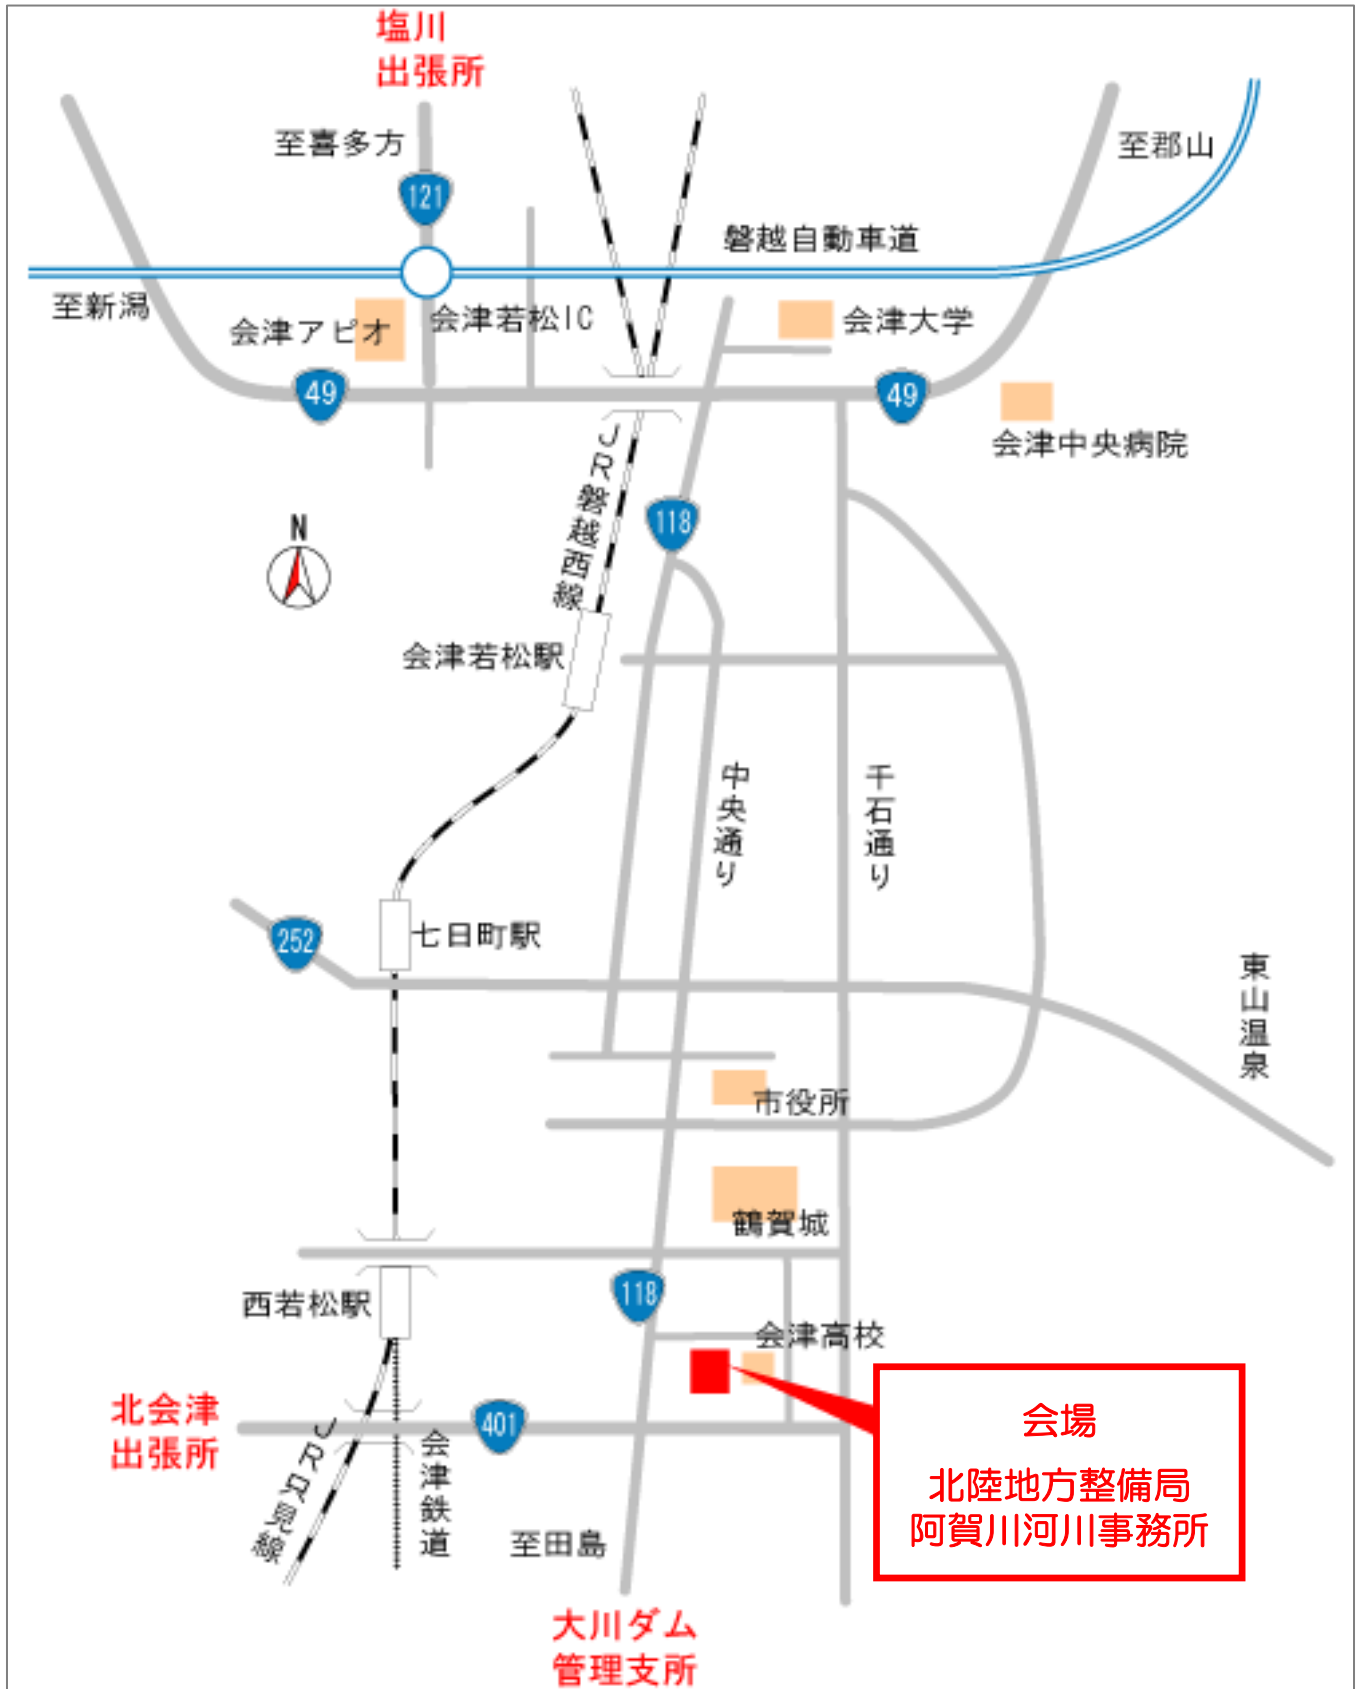 塩川
出張所
至喜多方
至郡山
121
磐越自動車道
至新潟
会津アピオ
会津若松IC
会津大学
49
49
会津中央病院
JR磐越西線
118
N
会津若松駅
中央通り
千石通り
252
七日町駅
東山温泉
市役所
鶴賀城
118
西若松駅
会津高校
北会津
出張所
401
JR只見線
会津鉄道
会場
北陸地方整備局
阿賀川河川事務所
至田島
大川ダム
管理支所